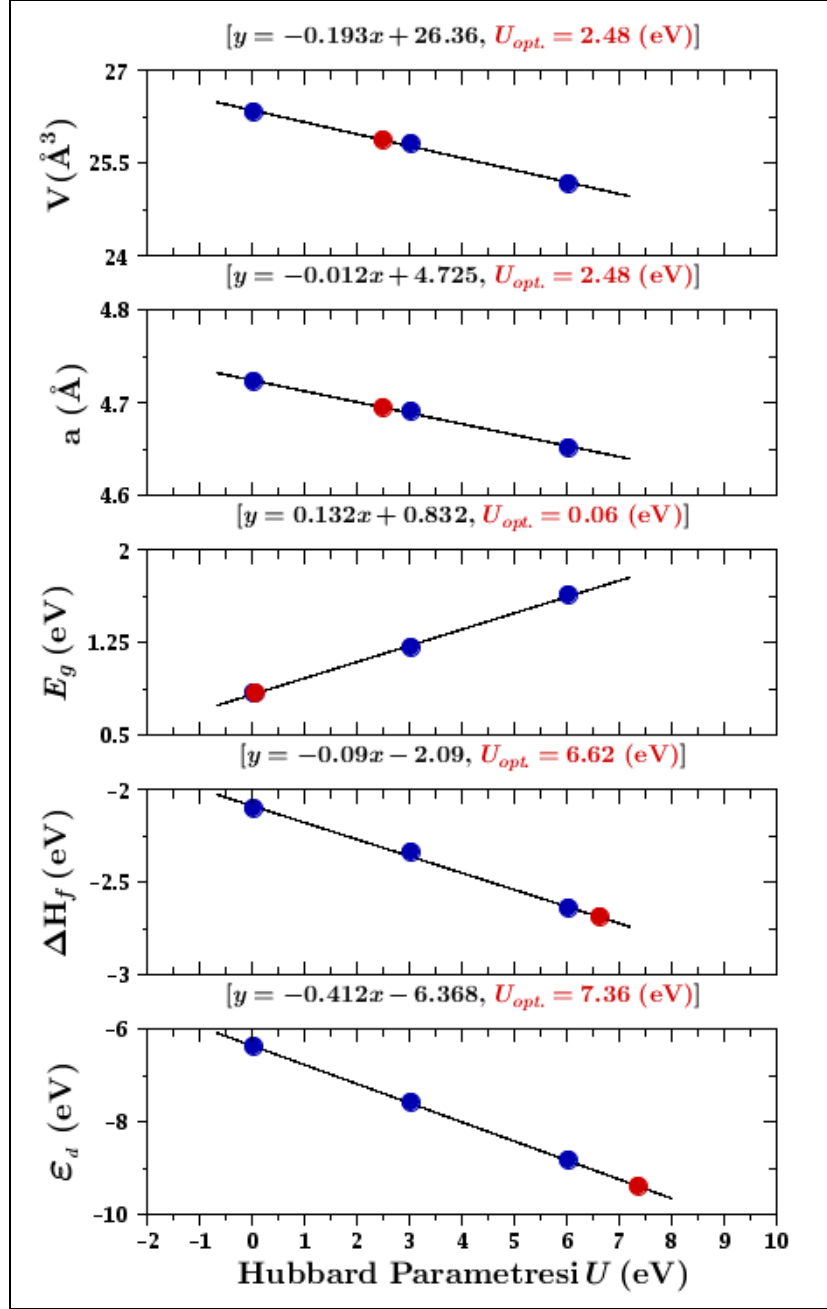 [y = −0.193x + 26.36, U_opt. = 2.48 (eV)]
27
25.5
24
V(Å³)
[y = −0.012x + 4.725, U_opt. = 2.48 (eV)]
4.8
4.7
4.6
a (Å)
[y = 0.132x + 0.832, U_opt. = 0.06 (eV)]
2
1.25
0.5
E_g (eV)
[y = −0.09x − 2.09, U_opt. = 6.62 (eV)]
−2
−2.5
−3
ΔH_f (eV)
[y = −0.412x − 6.368, U_opt. = 7.36 (eV)]
−6
−8
−10
ε_d (eV)
−2 −1 0 1 2 3 4 5 6 7 8 9 10
Hubbard Parametresi U (eV)